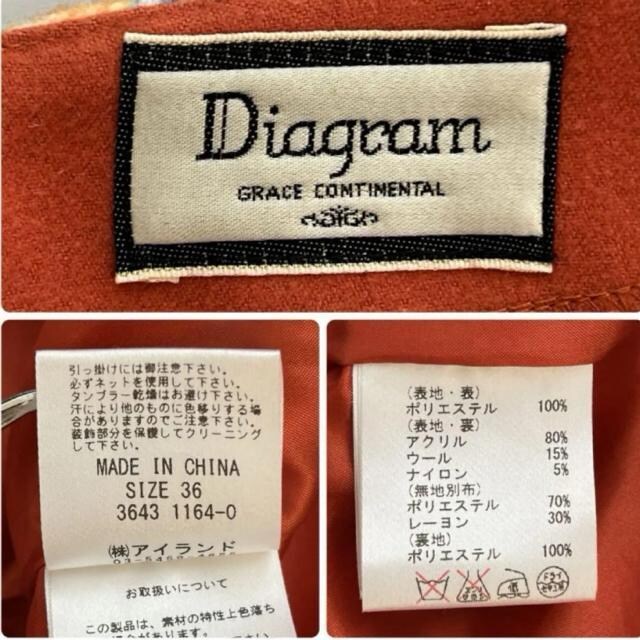 Diagram
GRACE CONTINENTAL
引っ掛けには御注意下さい。
必ずネットを使用して下さい。
タンブラー乾燥はお避け下さい。
汗により他のものに色移りする場
合がありますのでご注意下さい。
装飾部分を保護してクリーニング
して下さい。
MADE IN CHINA
SIZE 36
3643 1164-0
(株)アイランド
お取扱いについて
この製品は、素材の特性上色落ち
(表地・表)
ポリエステル 100%
(表地・裏)
アクリル 80%
ウール 15%
ナイロン 5%
(無地別布)
ポリエステル 70%
レーヨン 30%
(裏地)
ポリエステル 100%
ドライ